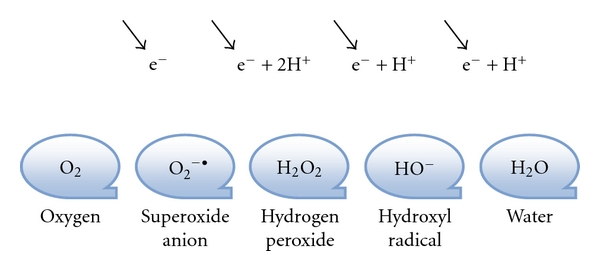 e⁻ e⁻ + 2H⁺ e⁻ + H⁺ e⁻ + H⁺
O₂ O₂⁻• H₂O₂ HO⁻ H₂O
Oxygen Superoxide Hydrogen Hydroxyl Water
anion peroxide radical